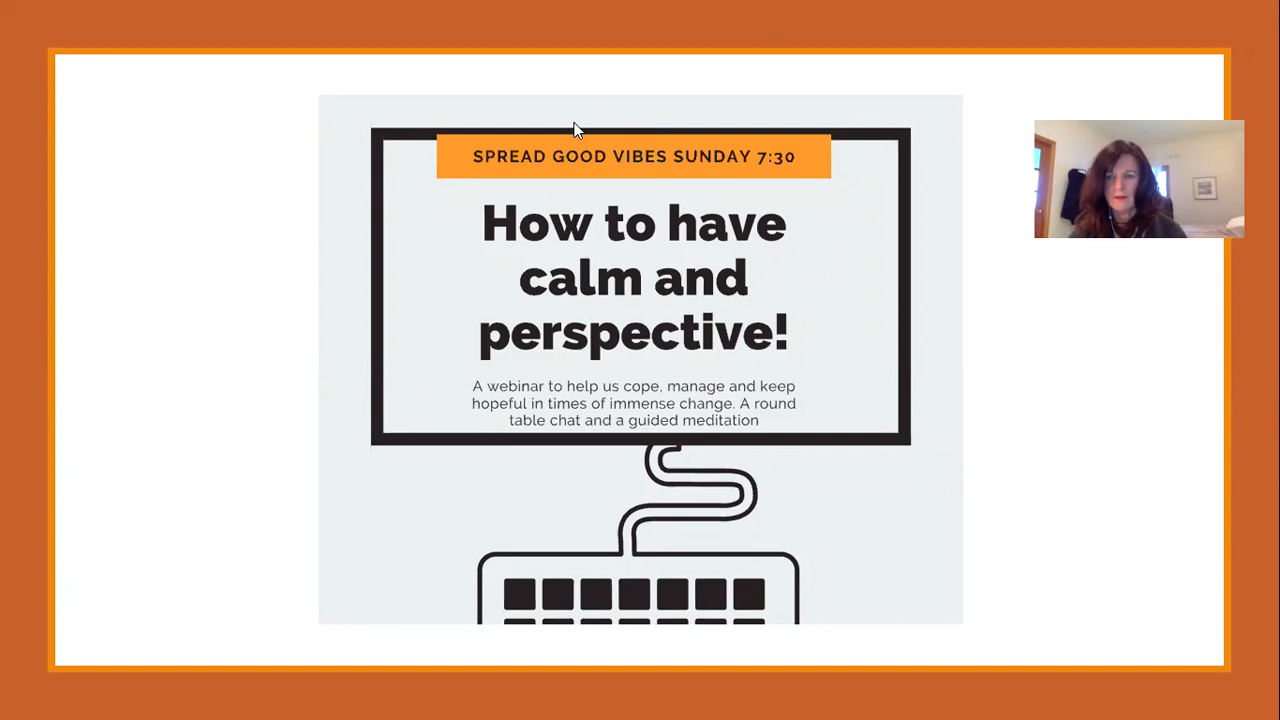 SPREAD GOOD VIBES SUNDAY 7:30
How to have
calm and
perspective!
A webinar to help us cope, manage and keep
hopeful in times of immense change. A round
table chat and a guided meditation